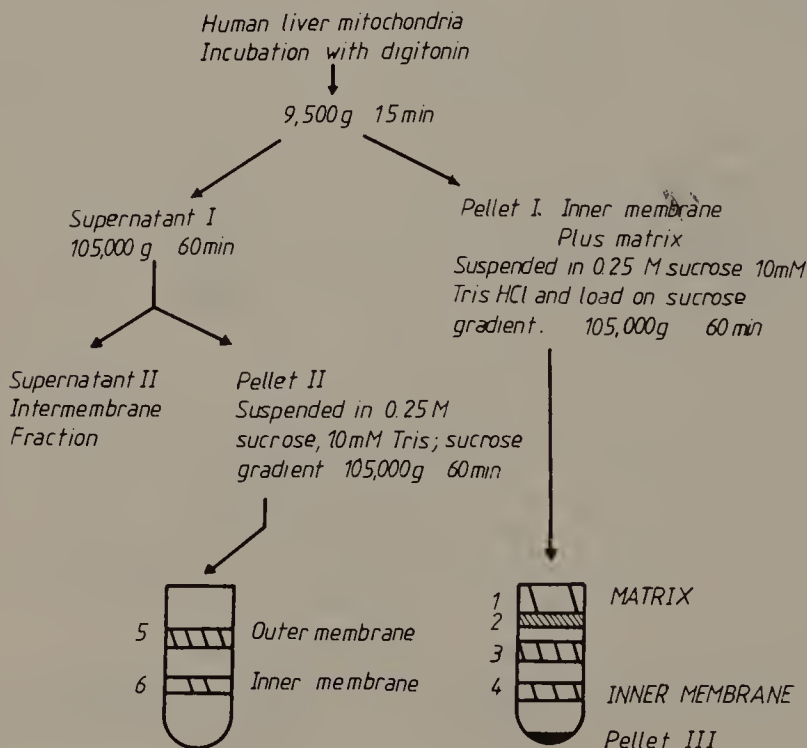 Human liver mitochondria
Incubation with digitonin
9,500g 15min
Supernatant I
105,000 g 60min
Pellet I. Inner membrane
Plus matrix
Suspended in 0.25 M sucrose 10mM
Tris HCl and load on sucrose
gradient. 105,000g 60min
Supernatant II
Intermembrane
Fraction
Pellet II
Suspended in 0.25M
sucrose, 10mM Tris; sucrose
gradient 105,000g 60min
5 Outer membrane
6 Inner membrane
1 MATRIX
2
3
4 INNER MEMBRANE
Pellet III